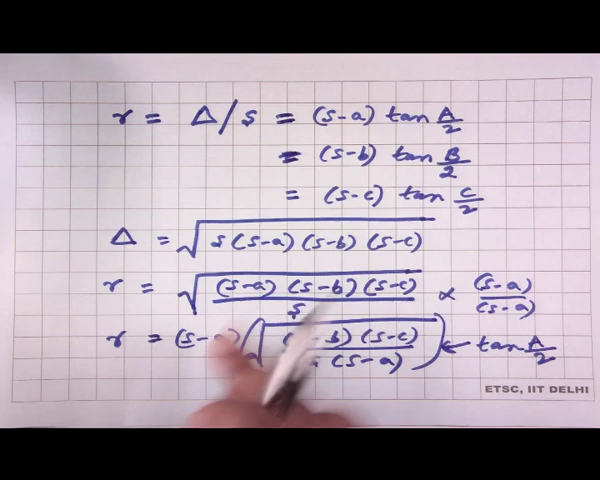 r = Δ/s = (s-a) tan A/2
= (s-b) tan B/2
= (s-c) tan C/2
Δ = √s(s-a)(s-b)(s-c)
r = √(s-a)(s-b)(s-c)/s × (s-a)/(s-a)
r = (s- (√ b)(s-c)/ (s-a)) ← tan A/2
ETSC, IIT DELHI